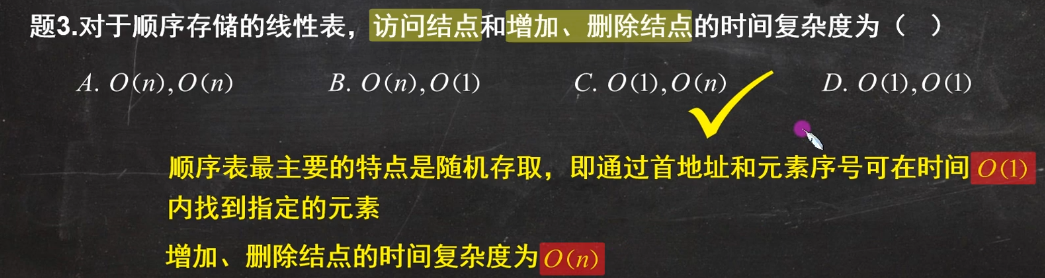 题3.对于顺序存储的线性表，访问结点和增加、删除结点的时间复杂度为（ ）
A. O(n),O(n) B. O(n),O(1) C. O(1),O(n) D. O(1),O(1)
顺序表最主要的特点是随机存取，即通过首地址和元素序号可在时间O(1)
内找到指定的元素
增加、删除结点的时间复杂度为O(n)